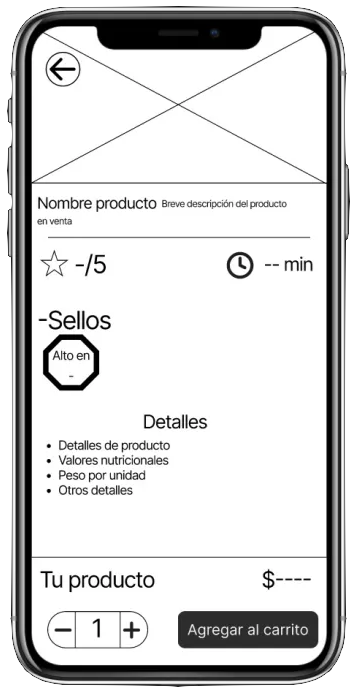 Nombre producto Breve descripción del producto
en venta
-/5 -- min
-Sellos
Alto en
-
Detalles
• Detalles de producto
• Valores nutricionales
• Peso por unidad
• Otros detalles
Tu producto $----
− 1 + Agregar al carrito